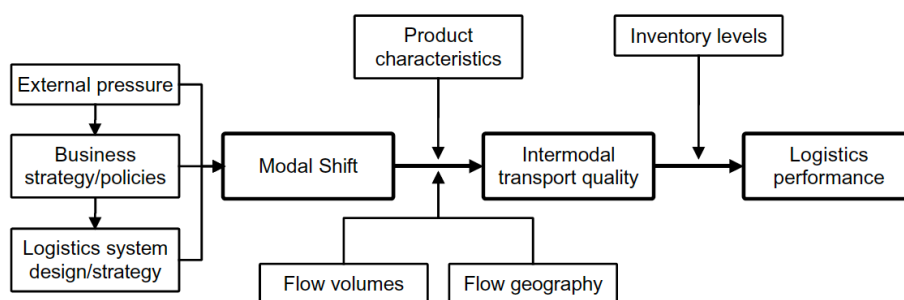 Product
characteristics
Inventory levels
External pressure
Business
strategy/policies
Modal Shift
Intermodal
transport quality
Logistics
performance
Logistics system
design/strategy
Flow volumes
Flow geography